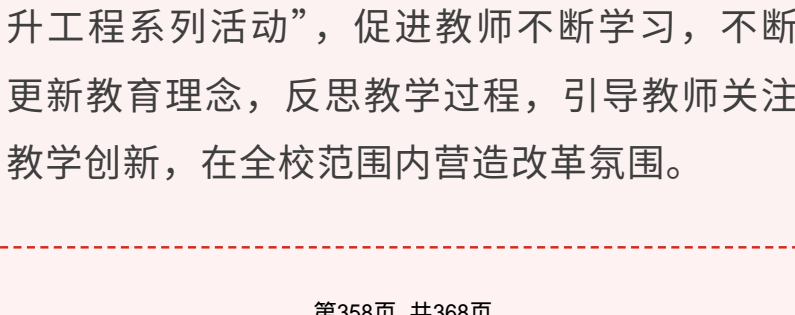 升工程系列活动”，促进教师不断学习，不断
更新教育理念，反思教学过程，引导教师关注
教学创新，在全校范围内营造改革氛围。
第358页 共368页